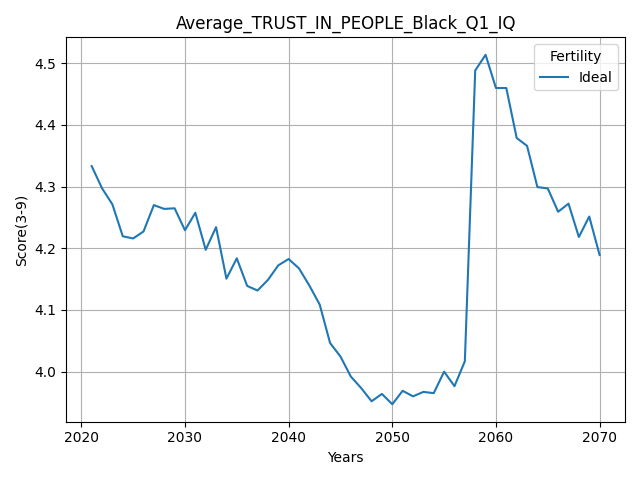 Average_TRUST_IN_PEOPLE_Black_Q1_IQ
Fertility
Ideal
Score(3-9)
4.5
4.4
4.3
4.2
4.1
4.0
2020 2030 2040 2050 2060 2070
Years